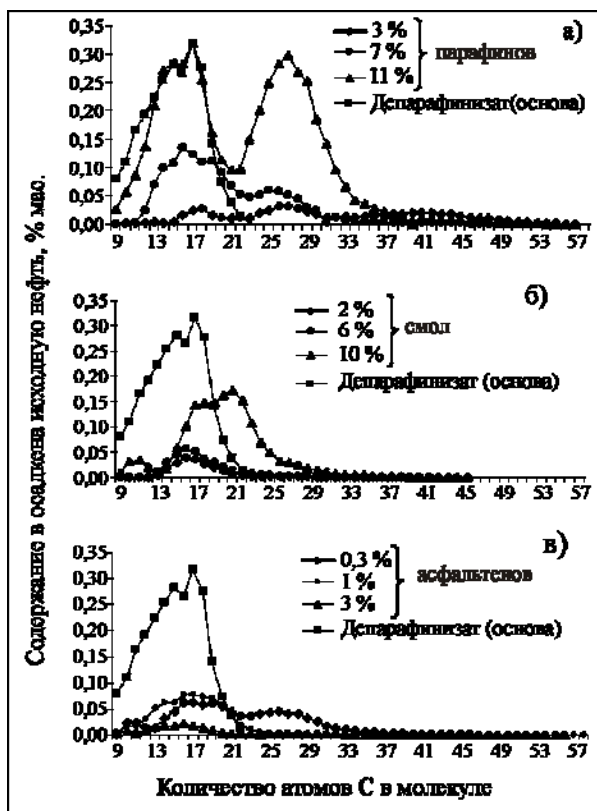 Содержание в осадкена исходную нефть, % мас.
0,35
0,30
0,25
0,20
0,15
0,10
0,05
0,00
3 %
7 %
11 %
парафинов
а)
Депарафинизат(основа)
9 13 17 21 25 29 33 37 41 45 49 53 57
0,35
0,30
0,25
0,20
0,15
0,10
0,05
0,00
2 %
6 %
10 %
смол
б)
Депарафинизат (основа)
9 13 17 21 25 29 33 37 41 45 49 53 57
0,35
0,30
0,25
0,20
0,15
0,10
0,05
0,00
0,3 %
1 %
3 %
асфальтенов
в)
Депарафинизат (основа)
9 13 17 21 25 29 33 37 41 45 49 53 57
Количество атомов С в молекуле